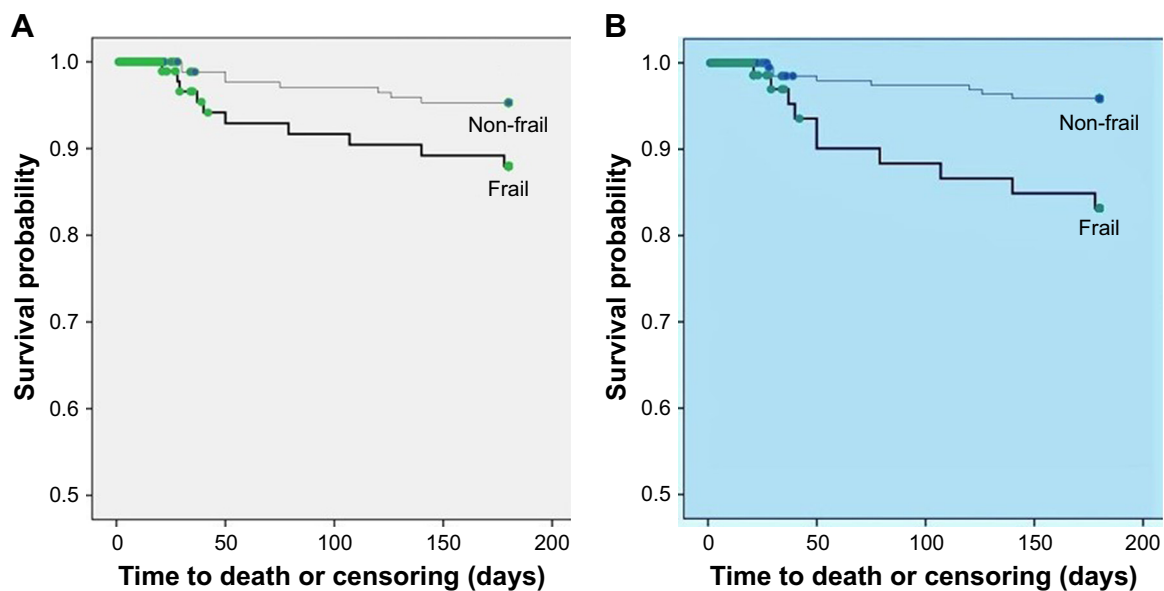 A
Survival probability
1.0
0.9
0.8
0.7
0.6
0.5
Non-frail
Frail
0
50
100
150
200
Time to death or censoring (days)
B
Survival probability
1.0
0.9
0.8
0.7
0.6
0.5
Non-frail
Frail
0
50
100
150
200
Time to death or censoring (days)